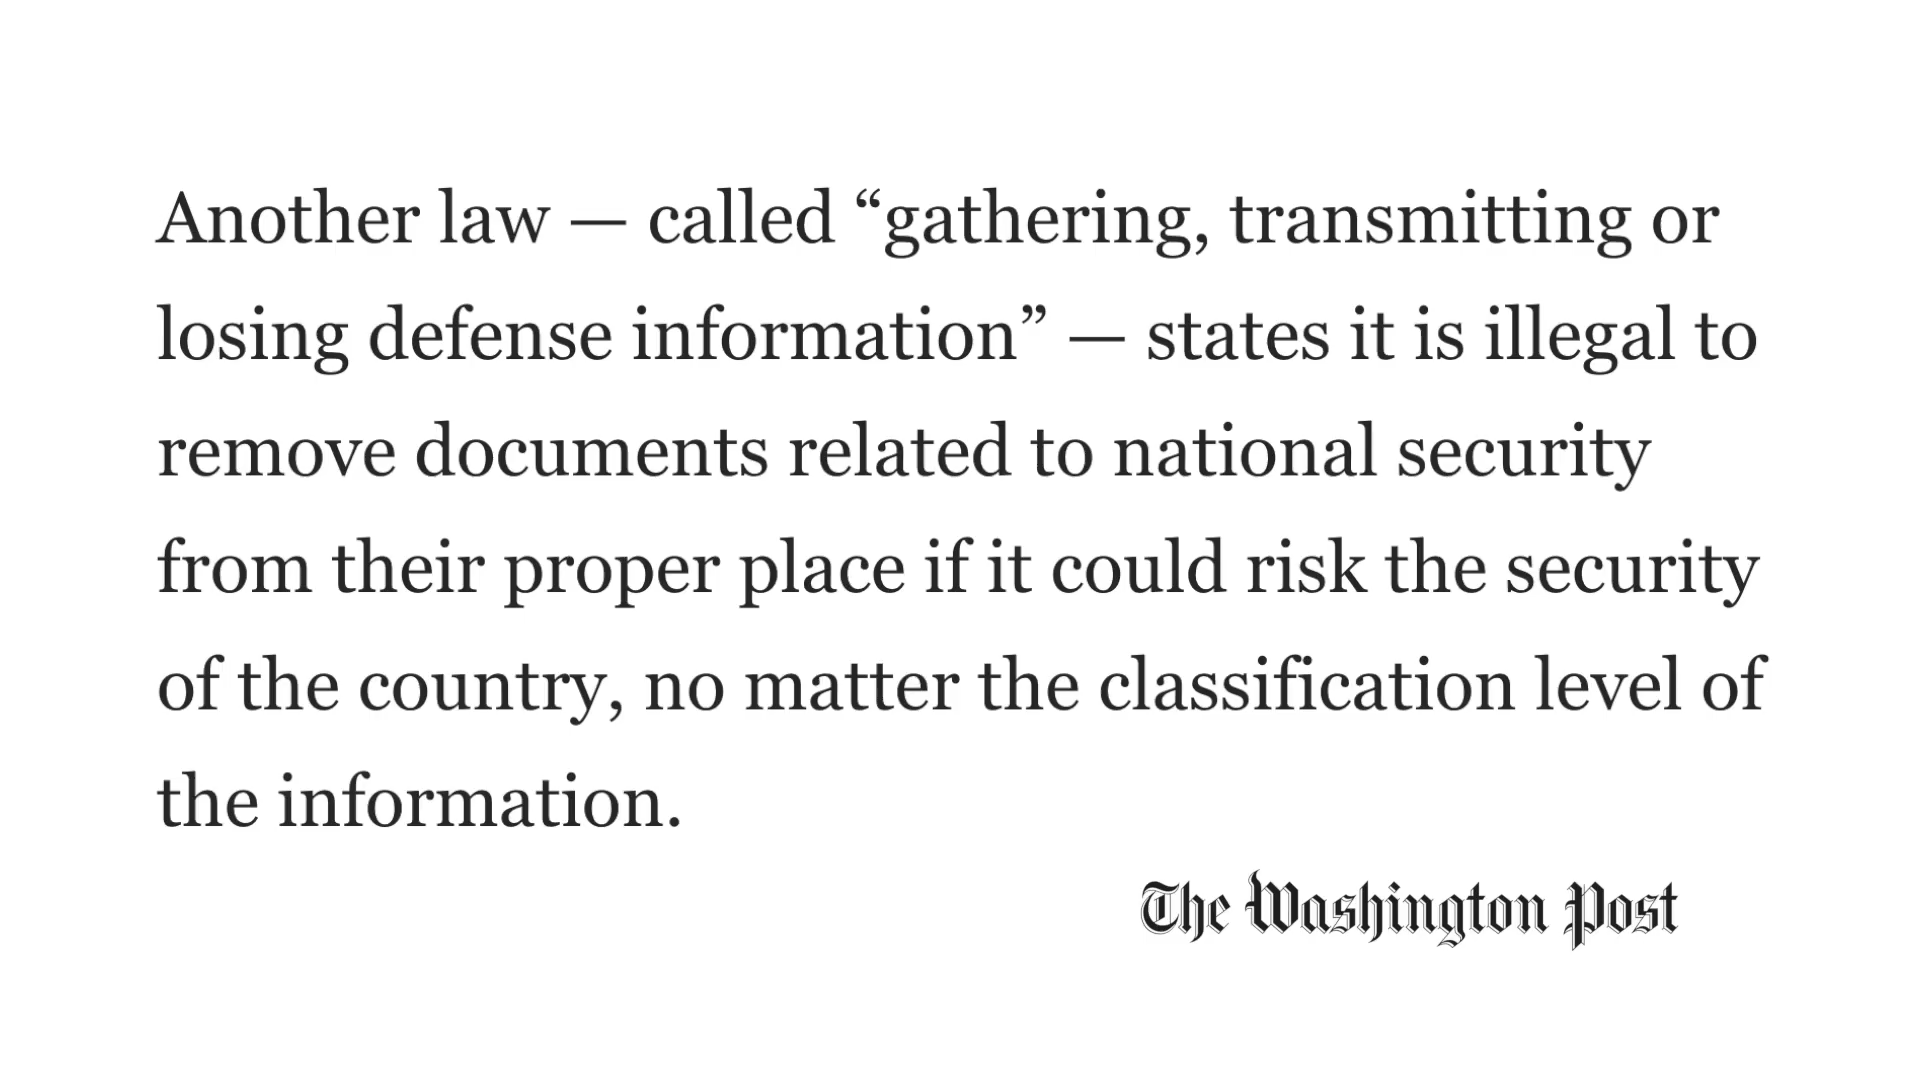 Another law — called “gathering, transmitting or
losing defense information” — states it is illegal to
remove documents related to national security
from their proper place if it could risk the security
of the country, no matter the classification level of
the information.
The Washington Post